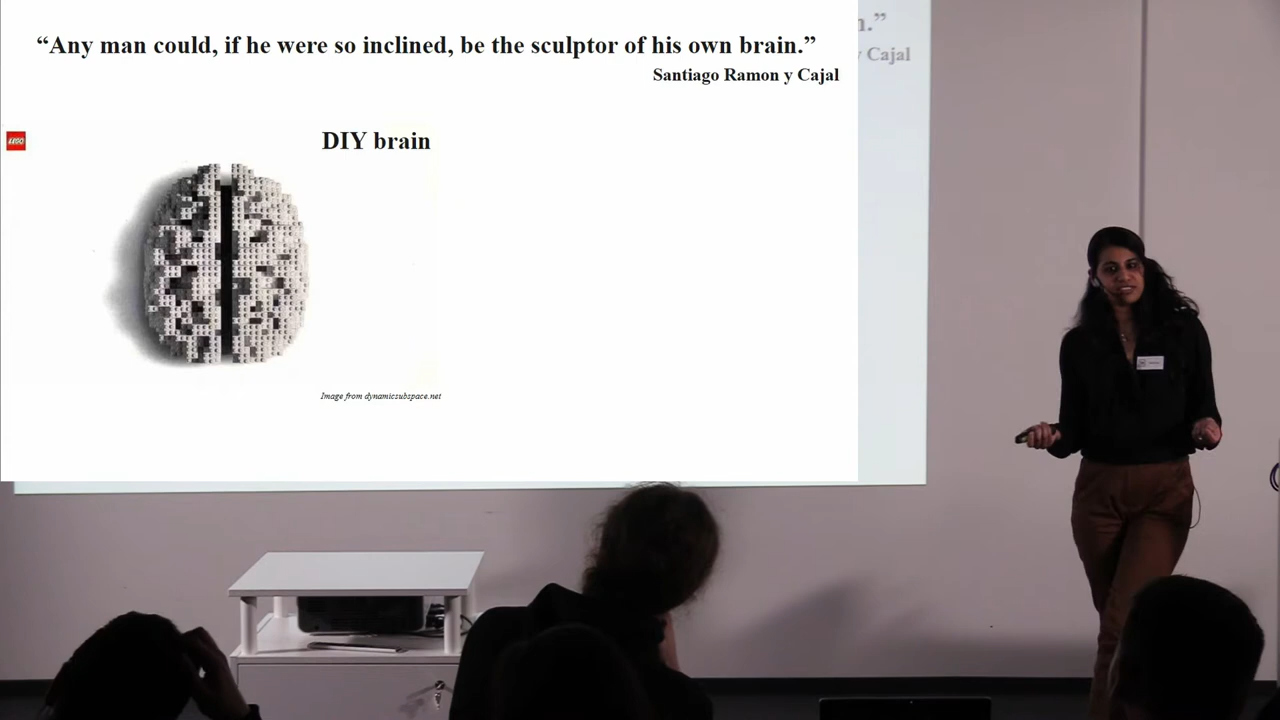 “Any man could, if he were so inclined, be the sculptor of his own brain.”
Santiago Ramon y Cajal
n.”
y Cajal
LEGO
DIY brain
Image from dynamicsubspace.net